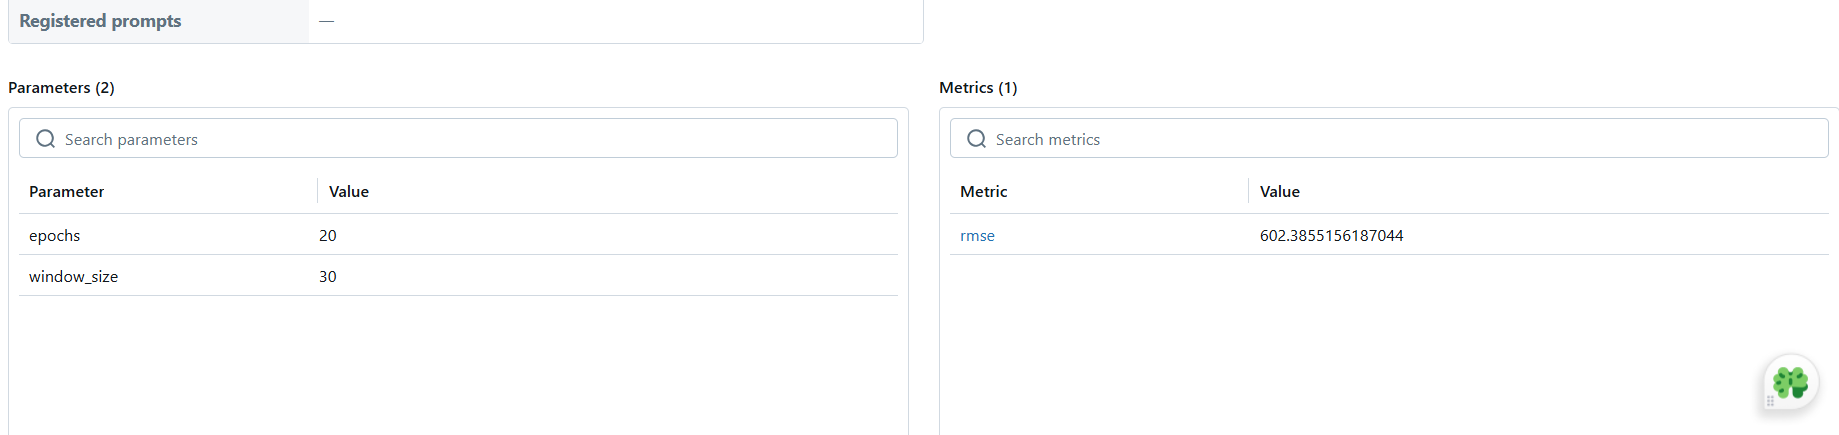 Registered prompts —
Parameters (2)
Search parameters
Parameter Value
epochs 20
window_size 30
Metrics (1)
Search metrics
Metric Value
rmse 602.3855156187044